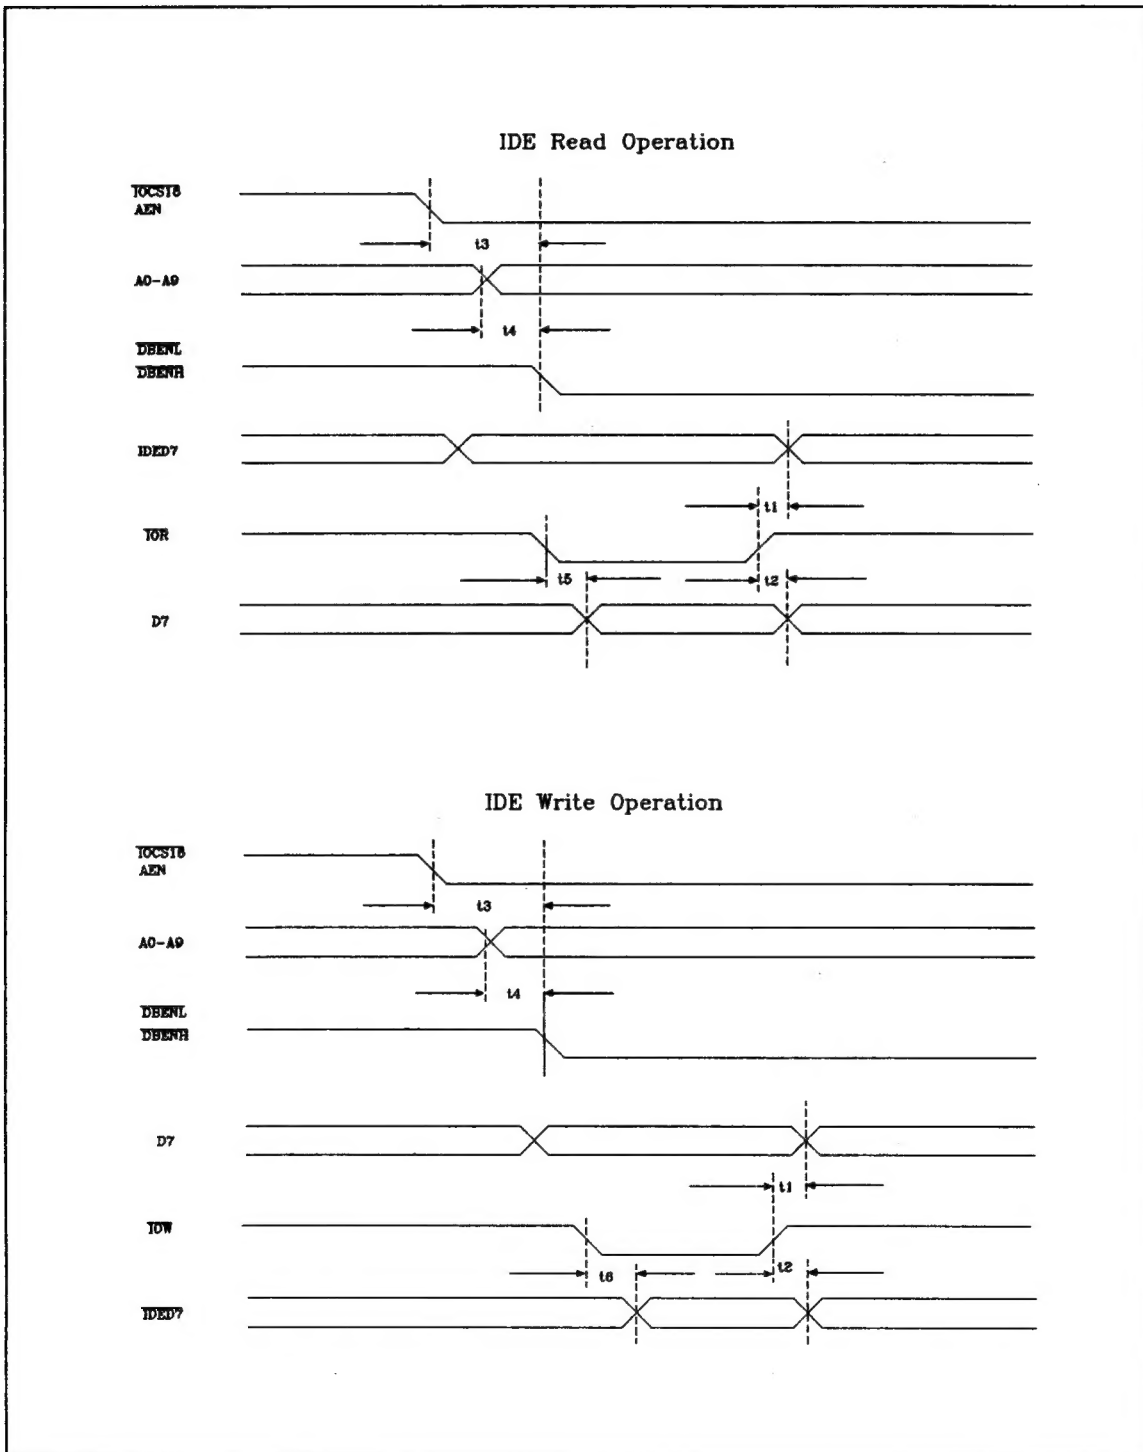 IDE Read Operation
IOCS16
AEN
t3
A0-A9
t4
DBENL
DBENH
IDED7
t1
IOR
t5
t2
D7
IDE Write Operation
IOCS16
AEN
t3
A0-A9
t4
DBENL
DBENH
D7
t1
IOW
t6
t2
IDED7